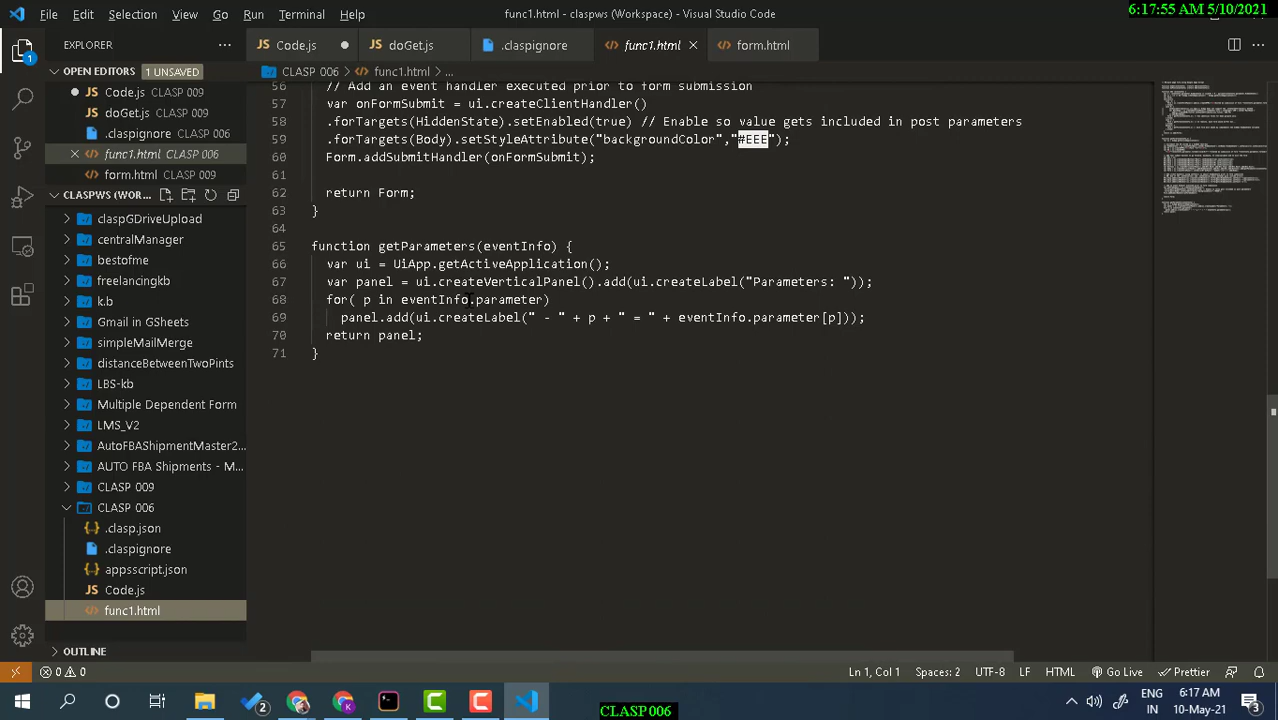 6:17:55 AM 5/10/2021
File Edit Selection View Go Run Terminal Help func1.html - claspws (Workspace) - Visual Studio Code
EXPLORER ··· Code.js doGet.js .claspignore func1.html form.html
OPEN EDITORS 1 UNSAVED
CLASP 006 > func1.html > ...
Code.js CLASP 009
doGet.js CLASP 009
.claspignore CLASP 006
func1.html CLASP 006
form.html CLASP 009
CLASPWS
claspGDriveUpload
centralManager
bestofme
freelancingkb
k.b
Gmail in GSheets
simpleMailMerge
distanceBetweenTwoPints
LBS-kb
Multiple Dependent Form
LMS_V2
AutoFBAShipmentMaster2...
AUTO FBA Shipments - M...
CLASP 009
CLASP 006
.clasp.json
.claspignore
appsscript.json
Code.js
func1.html
OUTLINE
56 // Add an event handler executed prior to form submission
57 var onFormSubmit = ui.createClientHandler()
58 .forTargets(HiddenState).setEnabled(true) // Enable so value gets included in post parameters
59 .forTargets(Body).setStyleAttribute("backgroundColor","#EEE");
60 Form.addSubmitHandler(onFormSubmit);
61
62 return Form;
63 }
64
65 function getParameters(eventInfo) {
66 var ui = UiApp.getActiveApplication();
67 var panel = ui.createVerticalPanel().add(ui.createLabel("Parameters: "));
68 for( p in eventInfo.parameter)
69 panel.add(ui.createLabel(" - " + p + " = " + eventInfo.parameter[p]));
70 return panel;
71 }
0 0 Ln 1, Col 1 Spaces: 2 UTF-8 LF HTML Go Live Prettier
1
2
ENG
IN
6:17 AM
10-May-21
3
CLASP 006